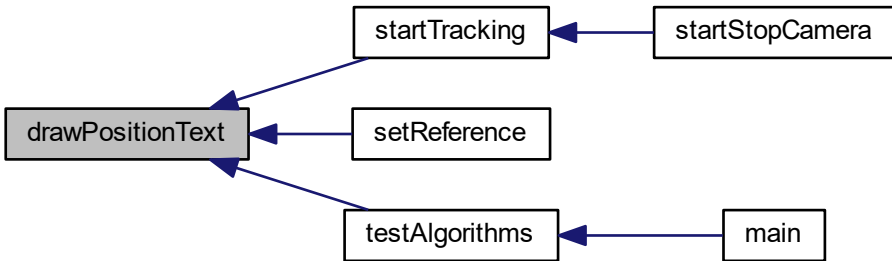 startTracking
startStopCamera
drawPositionText
setReference
testAlgorithms
main